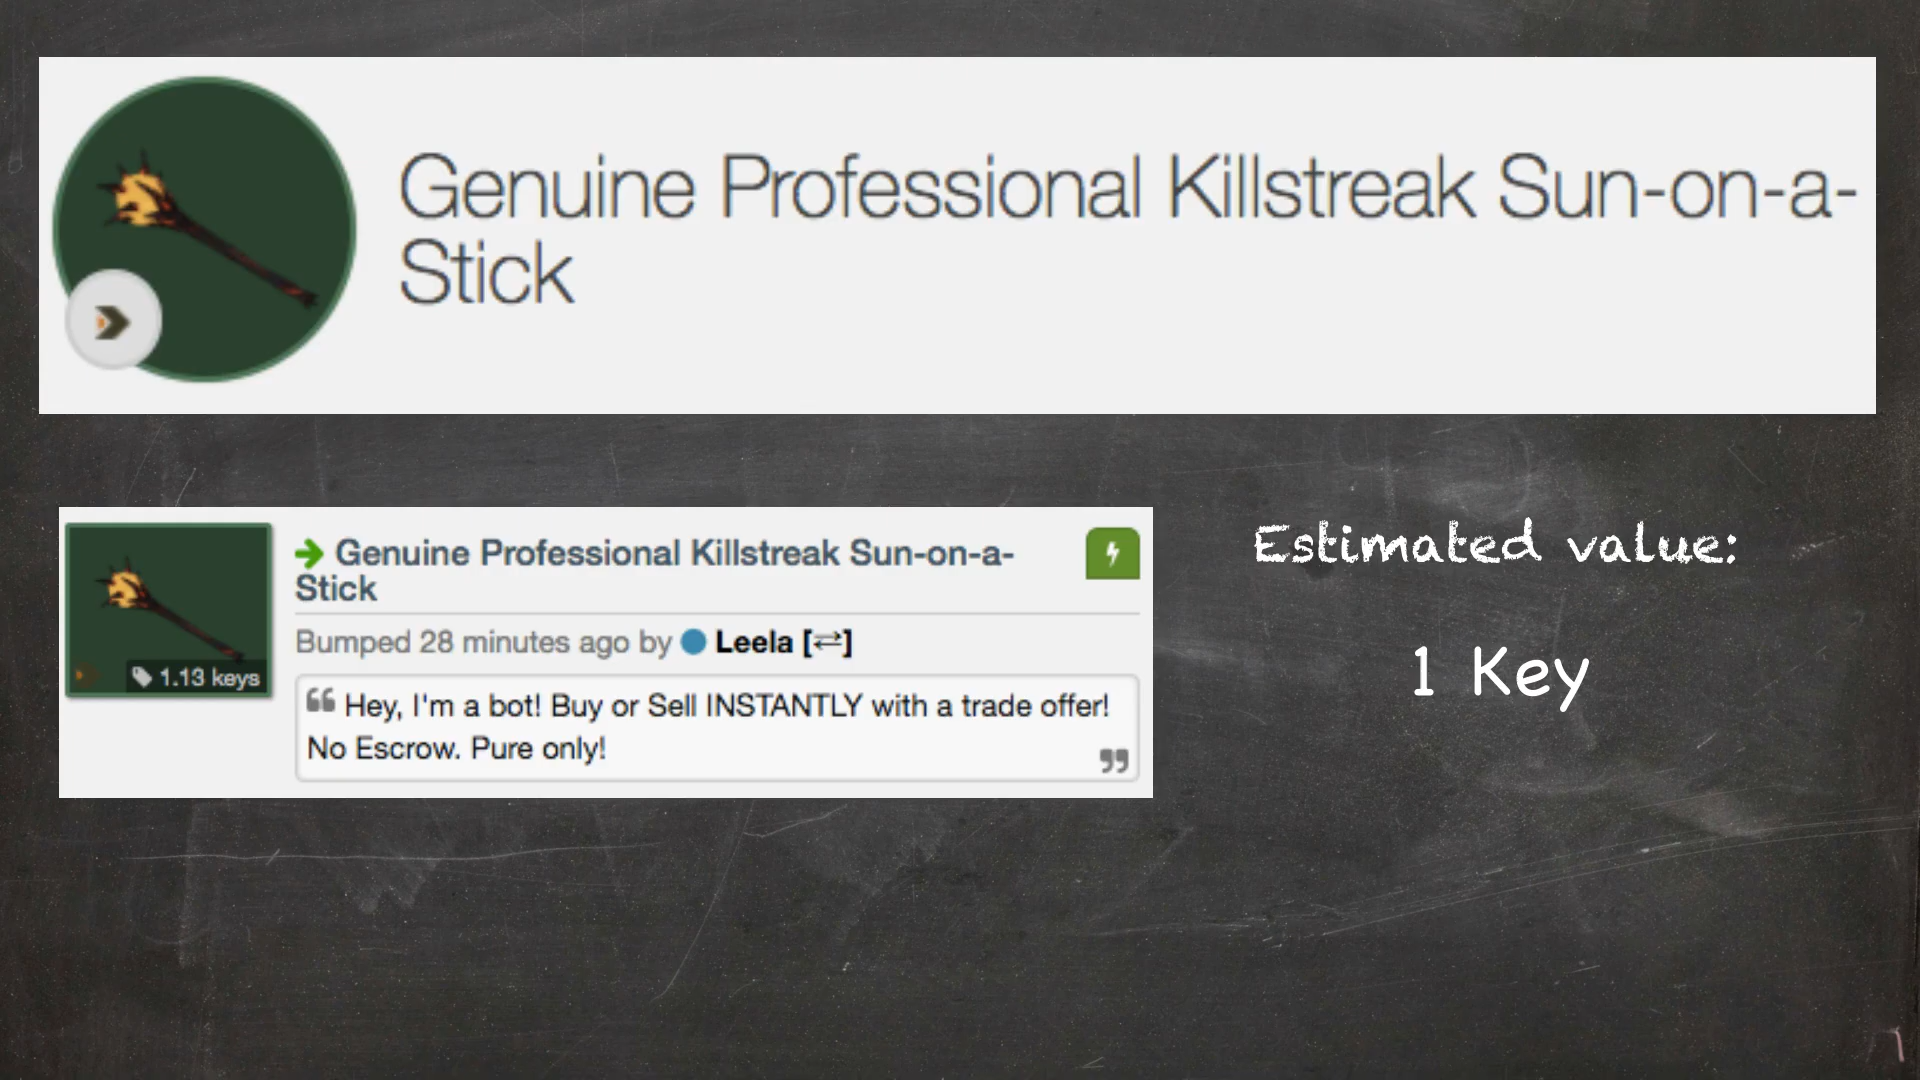 Genuine Professional Killstreak Sun-on-a-
Stick
Genuine Professional Killstreak Sun-on-a-
Stick
Bumped 28 minutes ago by Leela [⇄]
1.13 keys
“ Hey, I'm a bot! Buy or Sell INSTANTLY with a trade offer!
No Escrow. Pure only! ”
Estimated value:
1 Key